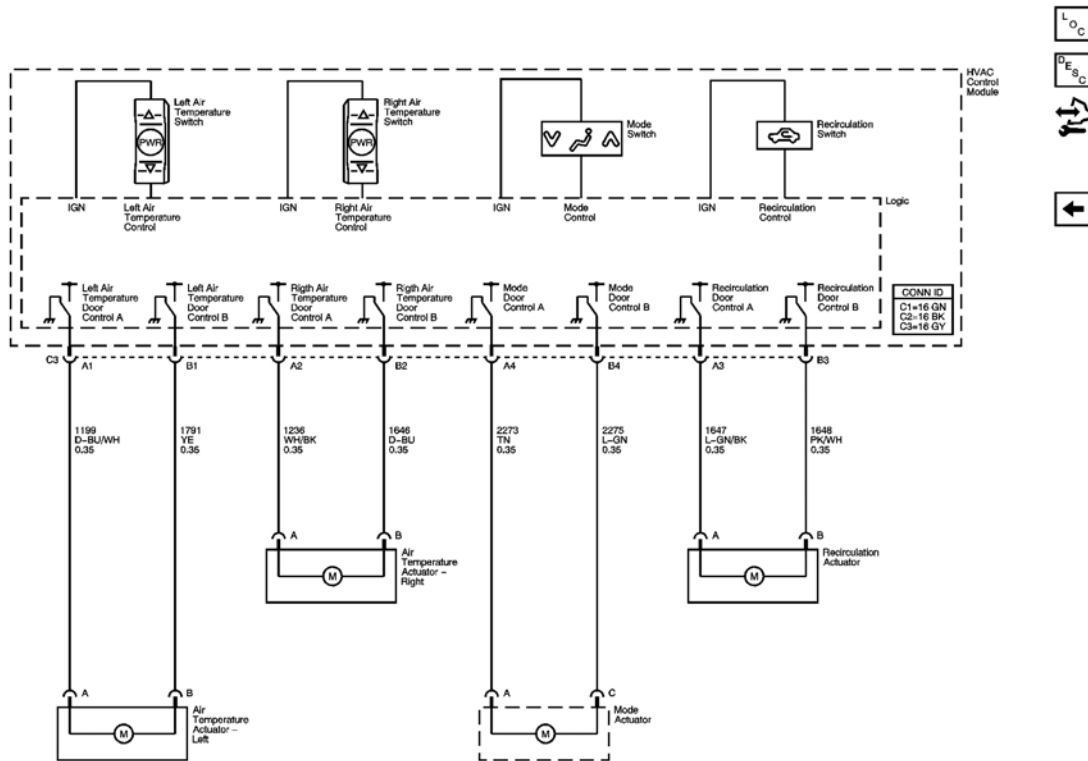 LOC
DESC
HVAC
Control
Module
Left Air
Temperature
Switch
PWR
Right Air
Temperature
Switch
PWR
Mode
Switch
Recirculation
Switch
IGN
Left Air
Temperature
Control
IGN
Right Air
Temperature
Control
IGN
Mode
Control
IGN
Recirculation
Control
Logic
Left Air
Temperature
Door
Control A
Left Air
Temperature
Door
Control B
Rigth Air
Temperature
Door
Control A
Rigth Air
Temperature
Door
Control B
Mode
Door
Control A
Mode
Door
Control B
Recirculation
Door
Control A
Recirculation
Door
Control B
CONN ID
C1=16 GN
C2=16 BK
C3=16 GY
C3
A1
B1
A2
B2
A4
B4
A3
B3
1199
D-BU/WH
0.35
1791
YE
0.35
1236
WH/BK
0.35
1646
D-BU
0.35
2273
TN
0.35
2275
L-GN
0.35
1647
L-GN/BK
0.35
1648
PK/WH
0.35
A
B
M
Air
Temperature
Actuator –
Right
A
B
M
Recirculation
Actuator
A
B
M
Air
Temperature
Actuator –
Left
A
C
M
Mode
Actuator